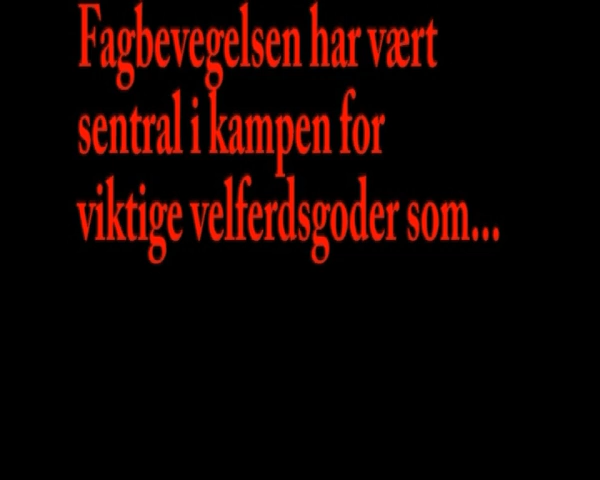 Fagbevegelsen har vært
sentral i kampen for
viktige velferdsgoder som...